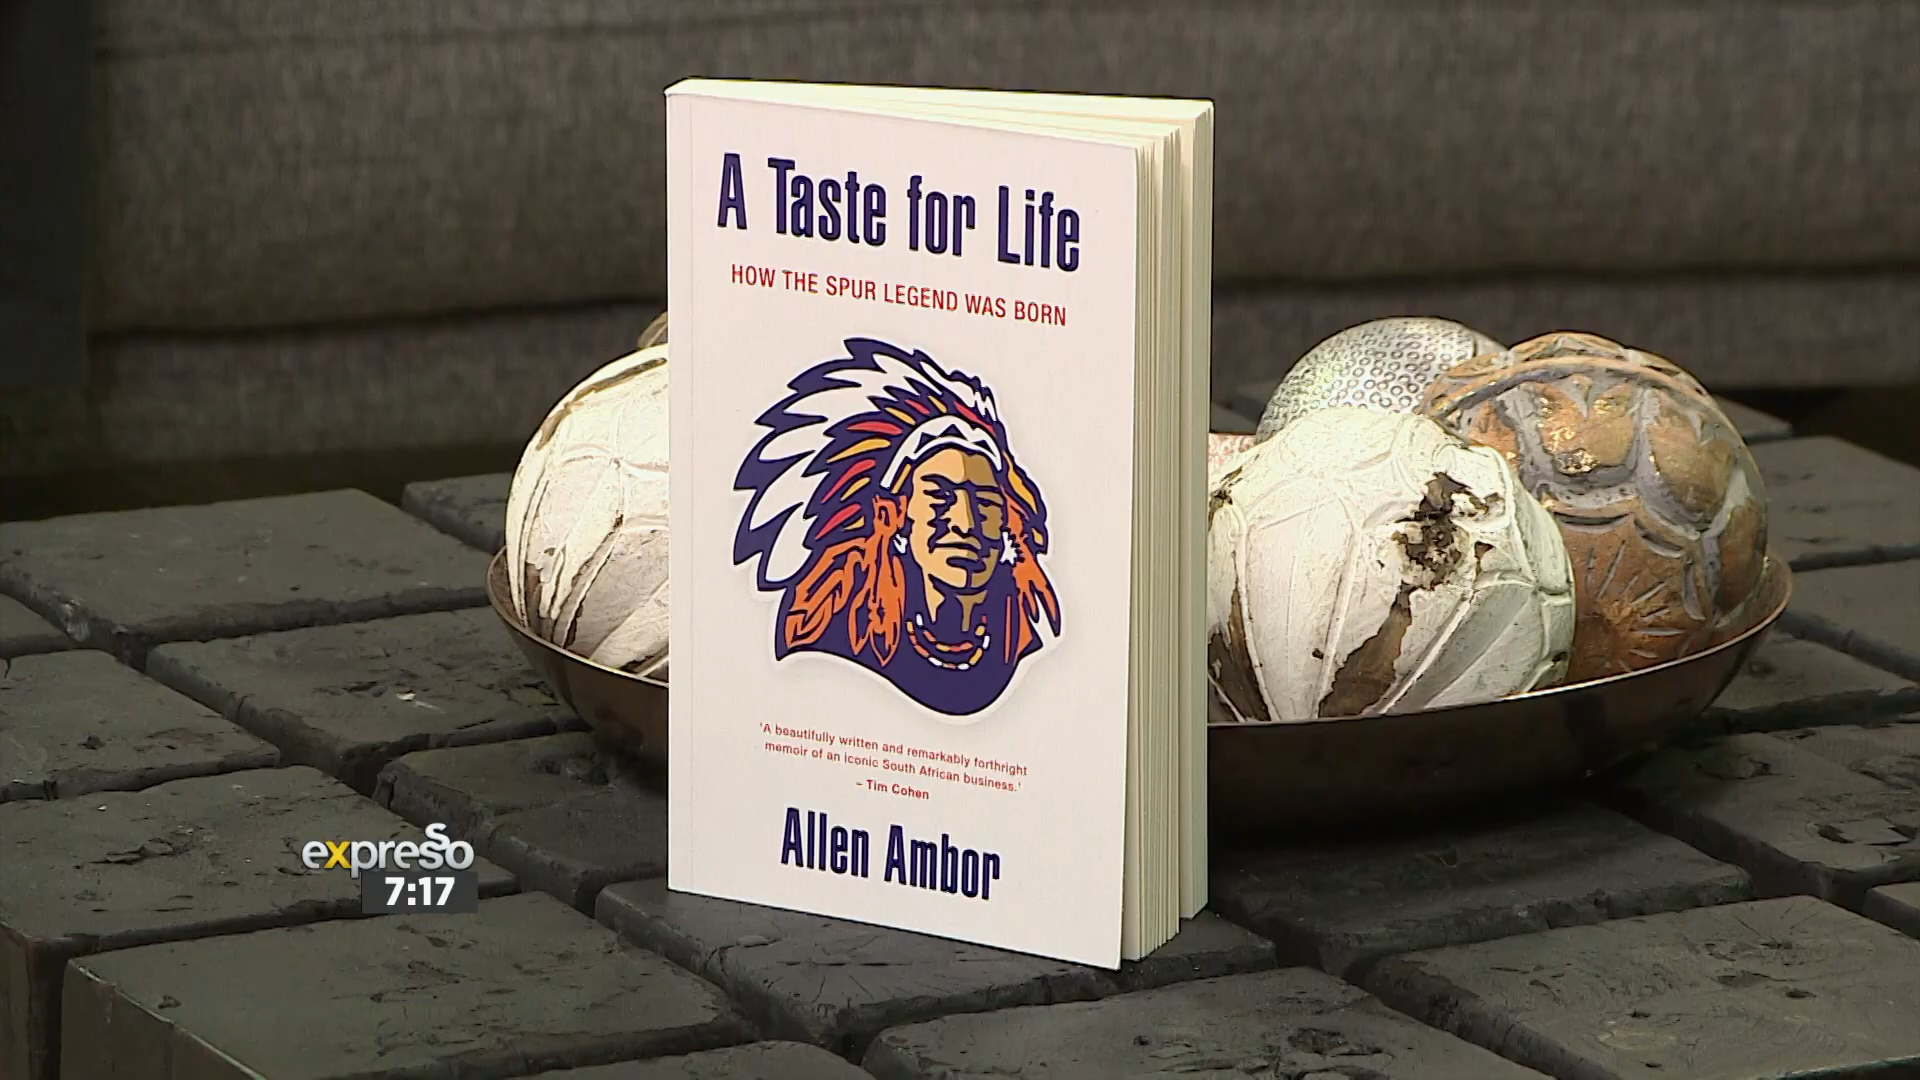 A Taste for Life
HOW THE SPUR LEGEND WAS BORN
'A beautifully written and remarkably forthright
memoir of an iconic South African business.'
– Tim Cohen
Allen Ambor
expresso
7:17